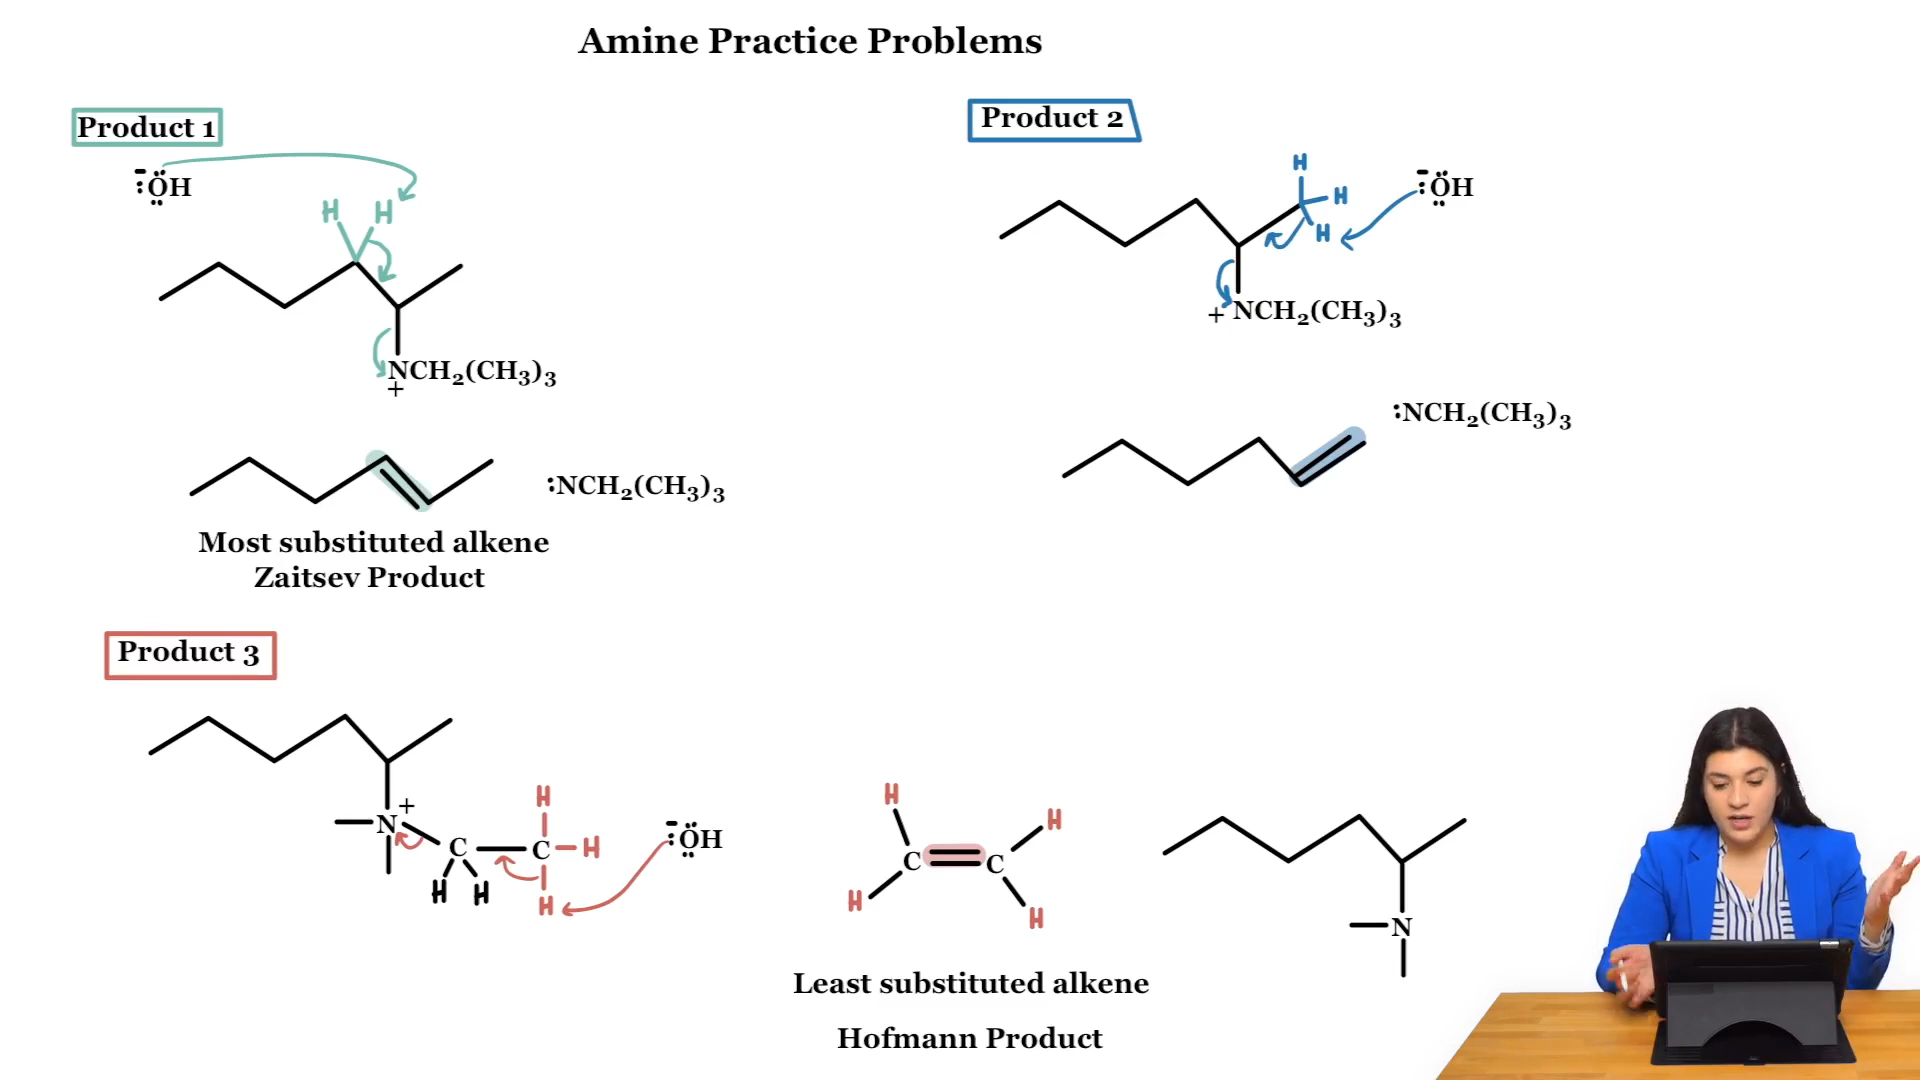 Amine Practice Problems
Product 1
Product 2
⁻:ÖH
H H
NCH₂(CH₃)₃
+
H
H
H
⁻:ÖH
+ NCH₂(CH₃)₃
:NCH₂(CH₃)₃
Most substituted alkene
Zaitsev Product
:NCH₂(CH₃)₃
Product 3
N +
C C
H H
H
H
H
⁻:ÖH
H
H
C C
H
H
N
Least substituted alkene
Hofmann Product